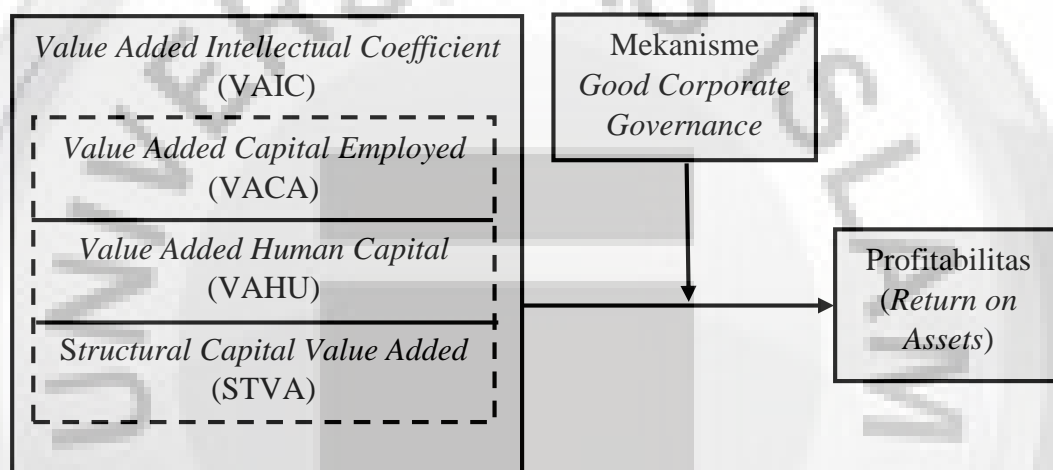 Value Added Intellectual Coefficient
(VAIC)
Value Added Capital Employed
(VACA)
Value Added Human Capital
(VAHU)
Structural Capital Value Added
(STVA)
Mekanisme
Good Corporate
Governance
Profitabilitas
(Return on
Assets)